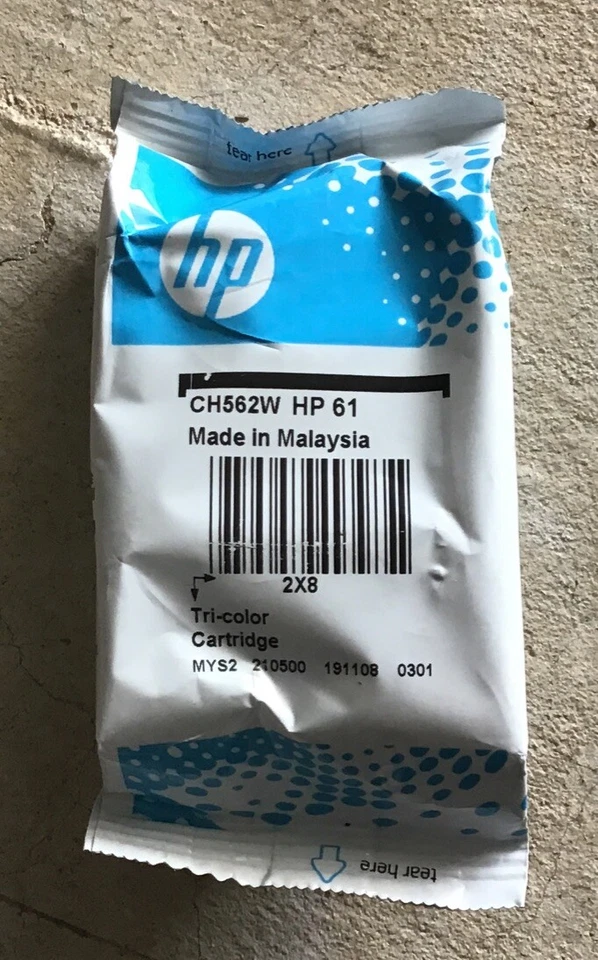 tear here
hp
CH562W HP 61
Made in Malaysia
2X8
Tri-color
Cartridge
MYS2 210500 191108 0301
tear here